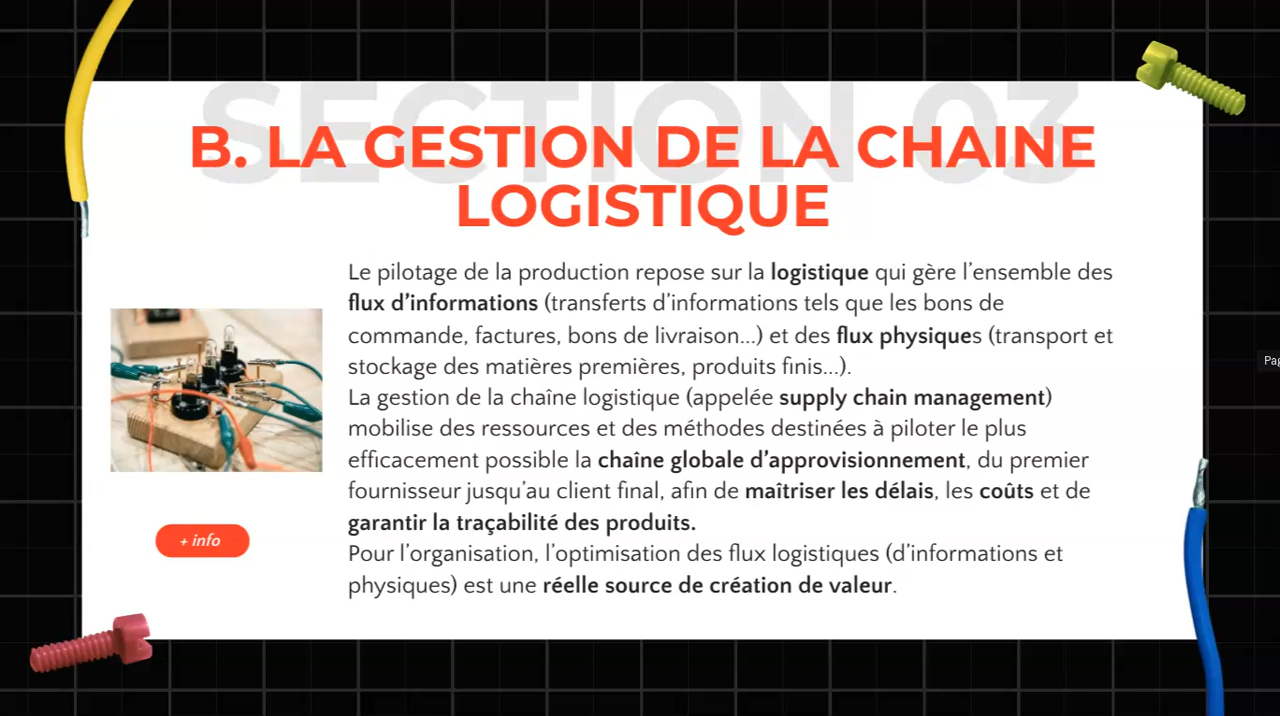 SECTION 03
B. LA GESTION DE LA CHAINE
LOGISTIQUE
Le pilotage de la production repose sur la logistique qui gère l’ensemble des
flux d’informations (transferts d’informations tels que les bons de
commande, factures, bons de livraison...) et des flux physiques (transport et
stockage des matières premières, produits finis...).
La gestion de la chaîne logistique (appelée supply chain management)
mobilise des ressources et des méthodes destinées à piloter le plus
efficacement possible la chaîne globale d’approvisionnement, du premier
fournisseur jusqu’au client final, afin de maîtriser les délais, les coûts et de
garantir la traçabilité des produits.
Pour l’organisation, l’optimisation des flux logistiques (d’informations et
physiques) est une réelle source de création de valeur.
+ info